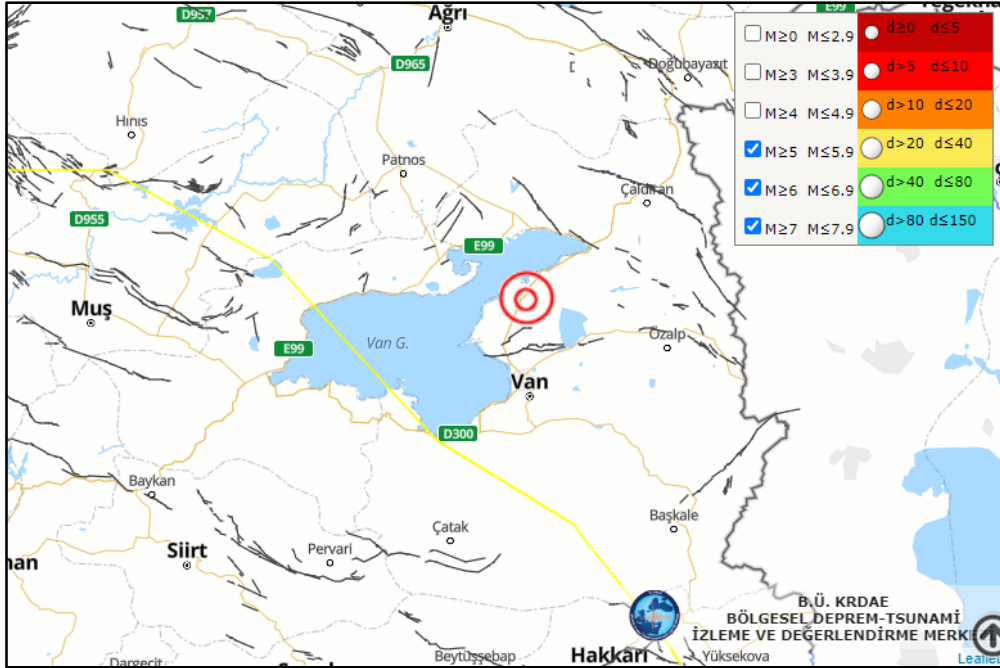 D957
Ağrı
E99
D965
Doğubayazıt
Hınıs
Patnos
Çaldıran
D955
E99
Muş
Van G.
E99
Özalp
Van
D300
Baykan
Başkale
Çatak
Siirt
Pervari
Hakkari
Yüksekova
Beytüşşebap
Dargeçit
M≥0 M≤2.9 d≥0 d≤5
M≥3 M≤3.9 d>5 d≤10
M≥4 M≤4.9 d>10 d≤20
M≥5 M≤5.9 d>20 d≤40
M≥6 M≤6.9 d>40 d≤80
M≥7 M≤7.9 d>80 d≤150
B.Ü. KRDAE
BÖLGESEL DEPREM-TSUNAMİ
İZLEME VE DEĞERLENDİRME MERKE